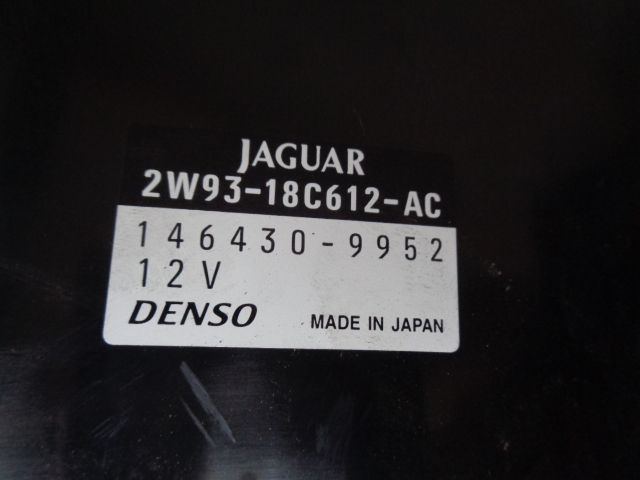 JAGUAR
2W93-18C612-AC
146430-9952
12V
DENSO MADE IN JAPAN